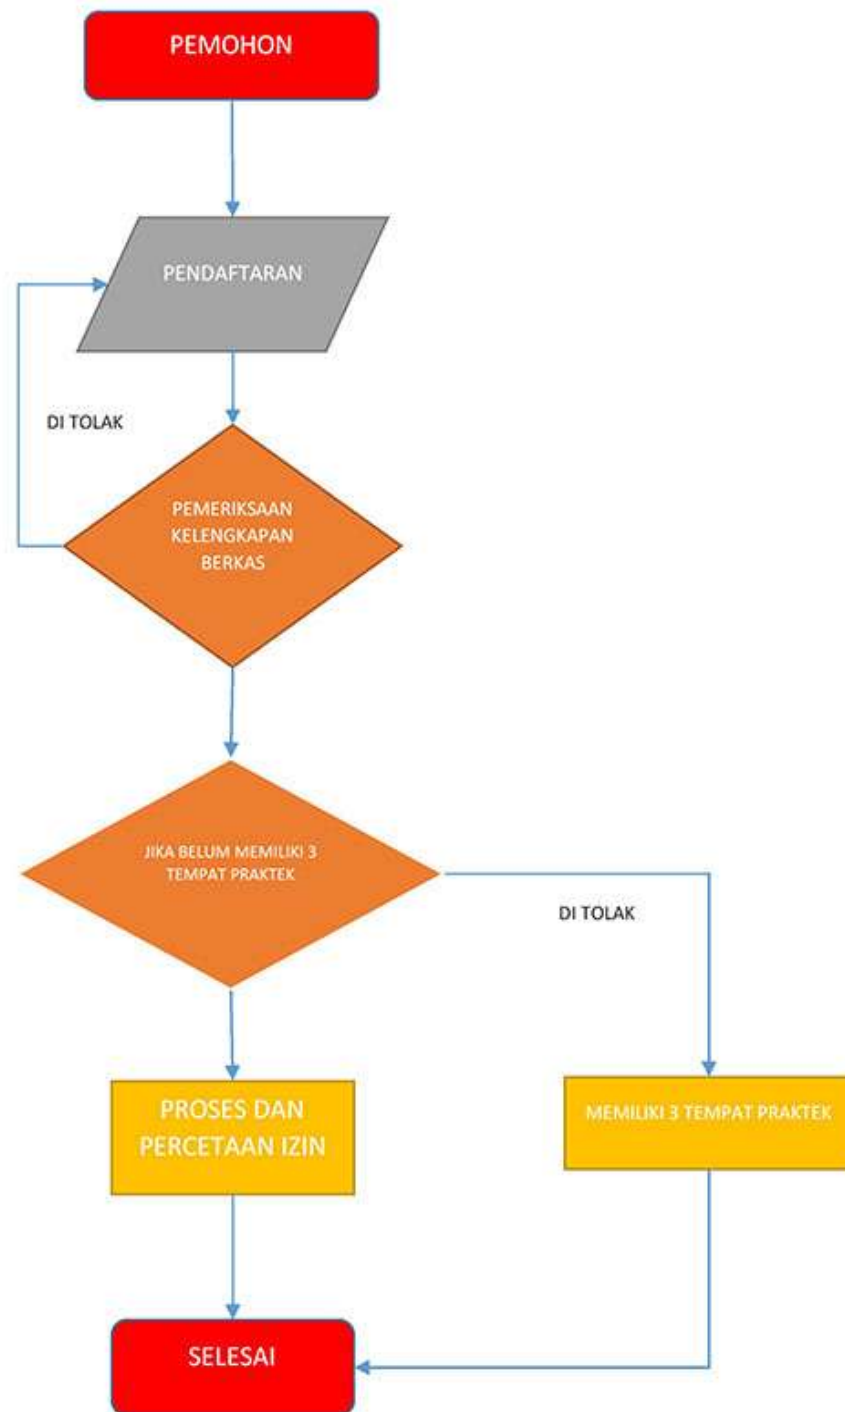 PEMOHON
PENDAFTARAN
DI TOLAK
PEMERIKSAAN
KELENGKAPAN
BERKAS
JIKA BELUM MEMILIKI 3
TEMPAT PRAKTEK
DI TOLAK
PROSES DAN
PERCETAAN IZIN
MEMILIKI 3 TEMPAT PRAKTEK
SELESAI